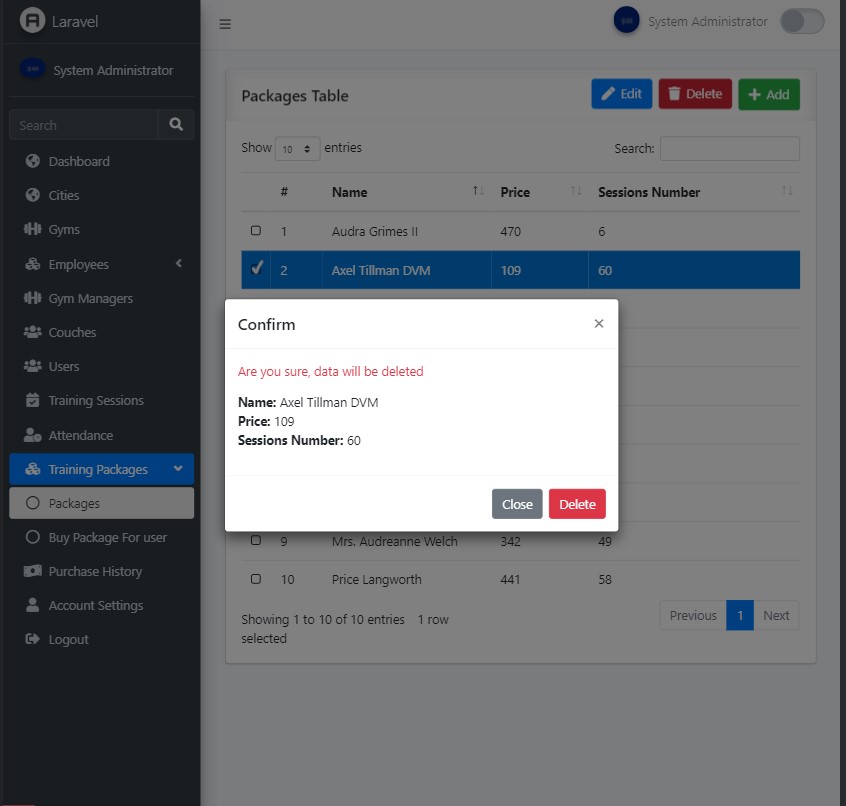 Laravel
System Administrator
System Administrator
Search
Dashboard
Cities
Gyms
Employees
Gym Managers
Couches
Users
Training Sessions
Attendance
Training Packages
Packages
Buy Package For user
Purchase History
Account Settings
Logout
Packages Table
Edit
Delete
Add
Show 10 entries
Search:
# Name Price Sessions Number
1 Audra Grimes II 470 6
2 Axel Tillman DVM 109 60
Confirm
×
Are you sure, data will be deleted
Name: Axel Tillman DVM
Price: 109
Sessions Number: 60
Close Delete
9 Mrs. Audreanne Welch 342 49
10 Price Langworth 441 58
Showing 1 to 10 of 10 entries 1 row
selected
Previous 1 Next